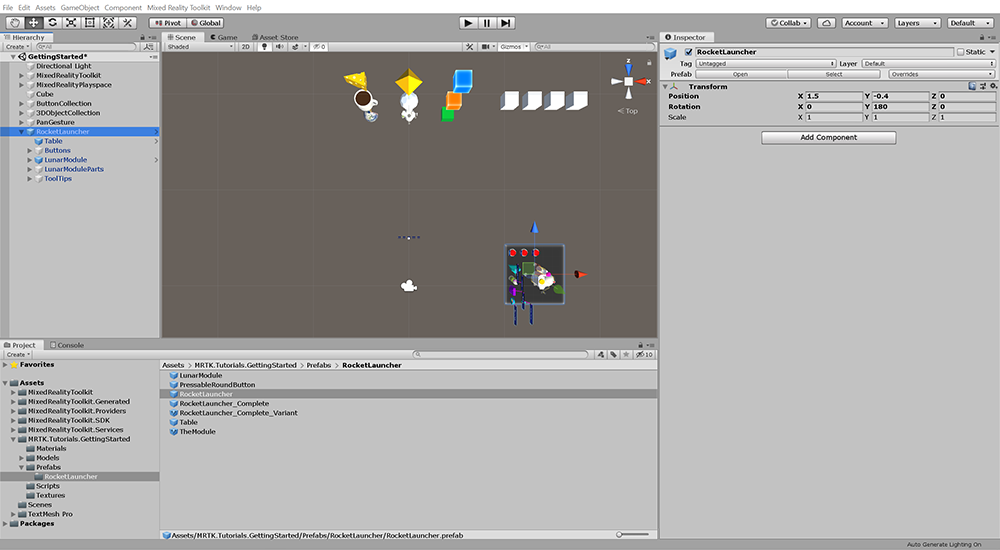 File Edit Assets GameObject Component Mixed Reality Toolkit Window Help
Pivot Global Collab Account Layers Default
Hierarchy
Create All
GettingStarted*
Directional Light
MixedRealityToolkit
MixedRealityPlayspace
Cube
ButtonCollection
3DObjectCollection
PanGesture
RocketLauncher
Table
Buttons
LunarModule
LunarModuleParts
ToolTips
Scene Game Asset Store
Shaded 2D 0 Gizmos All
z
x
Top
Inspector
RocketLauncher Static
Tag Untagged Layer Default
Prefab Open Select Overrides
Transform
Position X 1.5 Y -0.4 Z 0
Rotation X 0 Y 180 Z 0
Scale X 1 Y 1 Z 1
Add Component
Project Console
Create 10
Favorites
Assets
MixedRealityToolkit
MixedRealityToolkit.Generated
MixedRealityToolkit.Providers
MixedRealityToolkit.SDK
MixedRealityToolkit.Services
MRTK.Tutorials.GettingStarted
Materials
Models
Prefabs
RocketLauncher
Scripts
Textures
Scenes
TextMesh Pro
Packages
Assets > MRTK.Tutorials.GettingStarted > Prefabs > RocketLauncher
LunarModule
PressableRoundButton
RocketLauncher
RocketLauncher_Complete
RocketLauncher_Complete_Variant
Table
TheModule
Assets/MRTK.Tutorials.GettingStarted/Prefabs/RocketLauncher/RocketLauncher.prefab
Auto Generate Lighting On